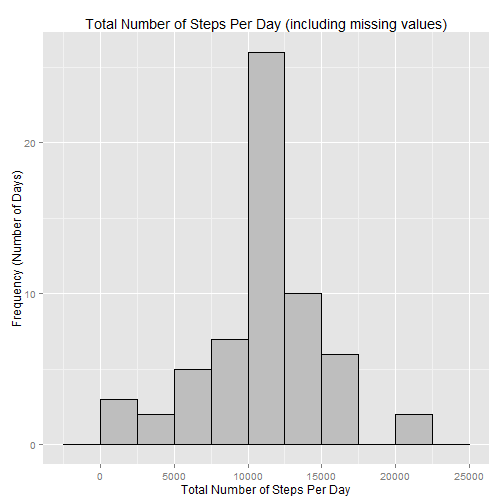 Total Number of Steps Per Day (including missing values)
20
10
0
Frequency (Number of Days)
0 5000 10000 15000 20000 25000
Total Number of Steps Per Day